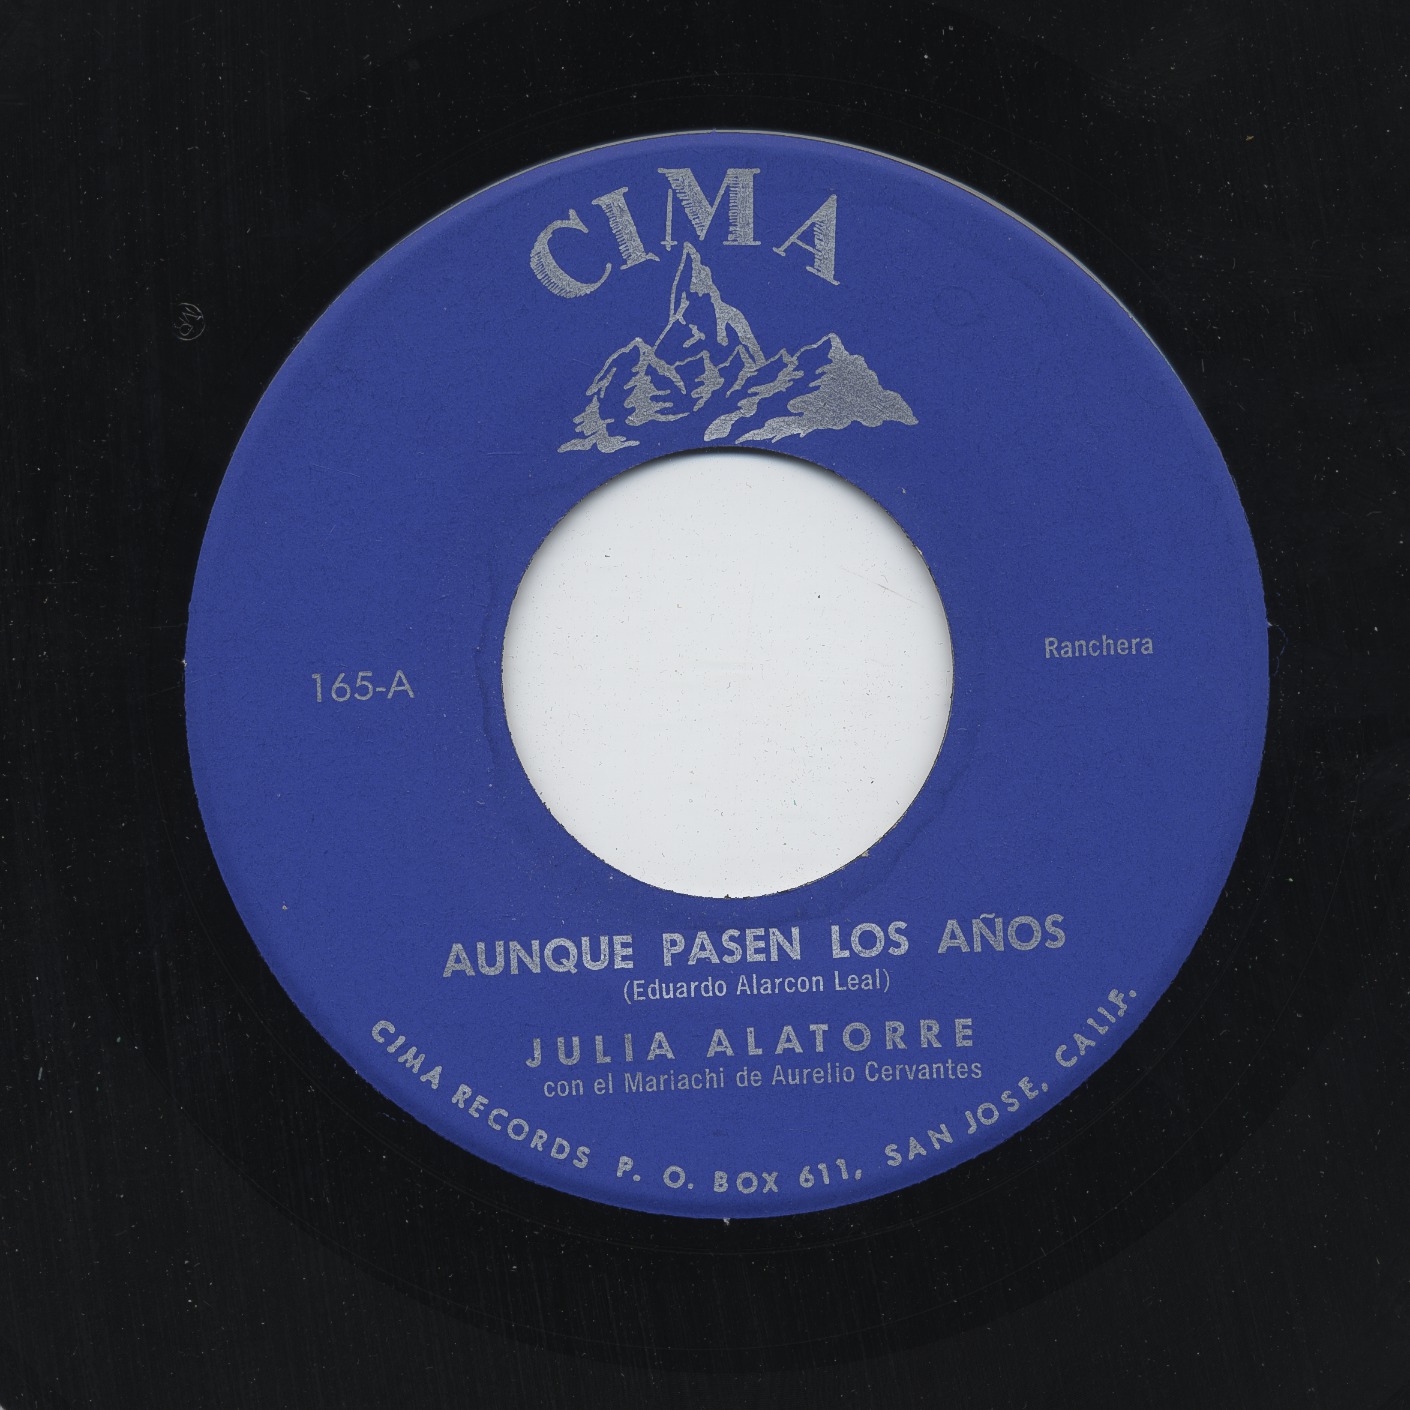 CIMA
165-A
Ranchera
AUNQUE PASEN LOS AÑOS
(Eduardo Alarcon Leal)
JULIA ALATORRE
con el Mariachi de Aurelio Cervantes
CIMA RECORDS P. O. BOX 611, SAN JOSE, CALIF.